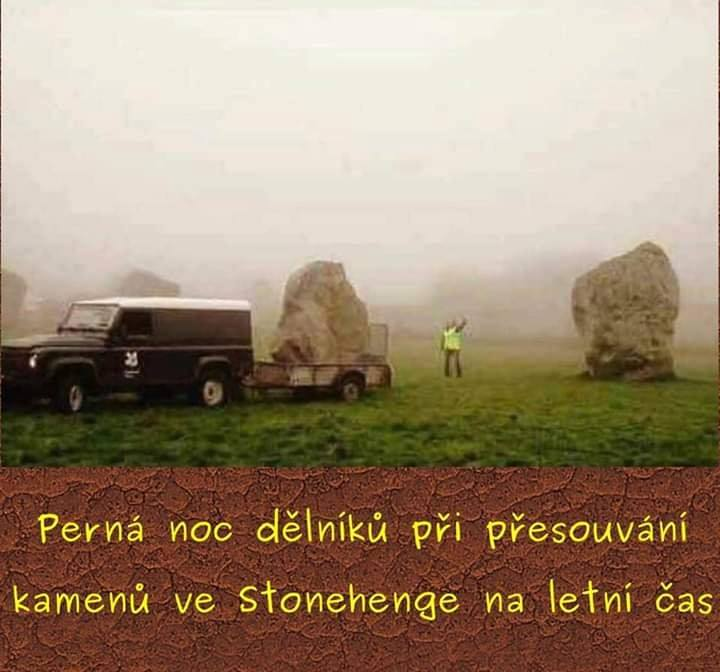 Perná noc dělníků při přesouvání
kamenů ve Stonehenge na letní čas